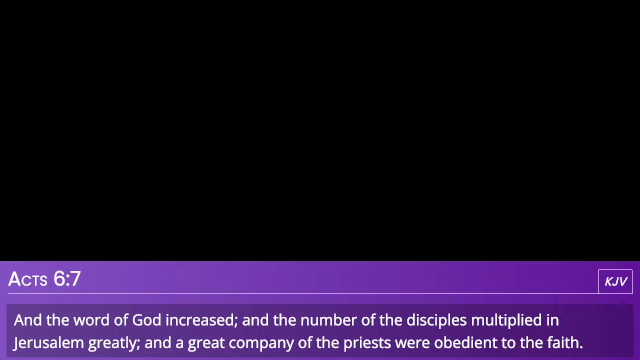 Acts 6:7
KJV
And the word of God increased; and the number of the disciples multiplied in
Jerusalem greatly; and a great company of the priests were obedient to the faith.